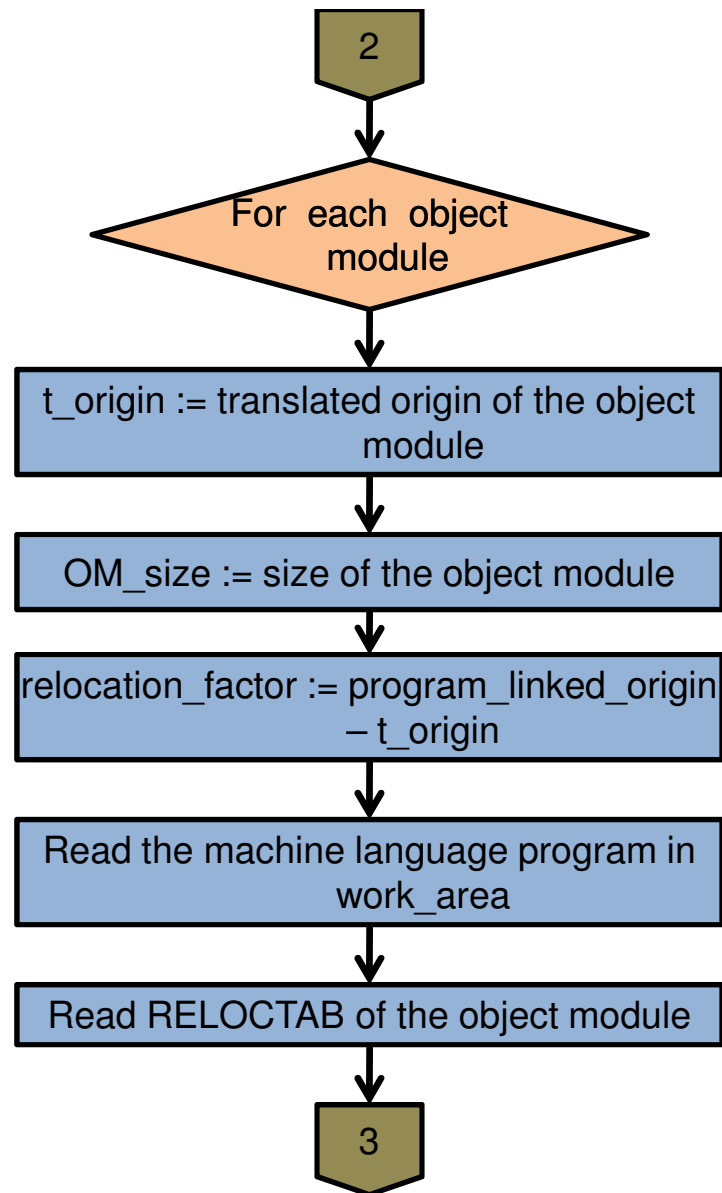 2
For each object
module
t_origin := translated origin of the object
module
OM_size := size of the object module
relocation_factor := program_linked_origin
– t_origin
Read the machine language program in
work_area
Read RELOCTAB of the object module
3